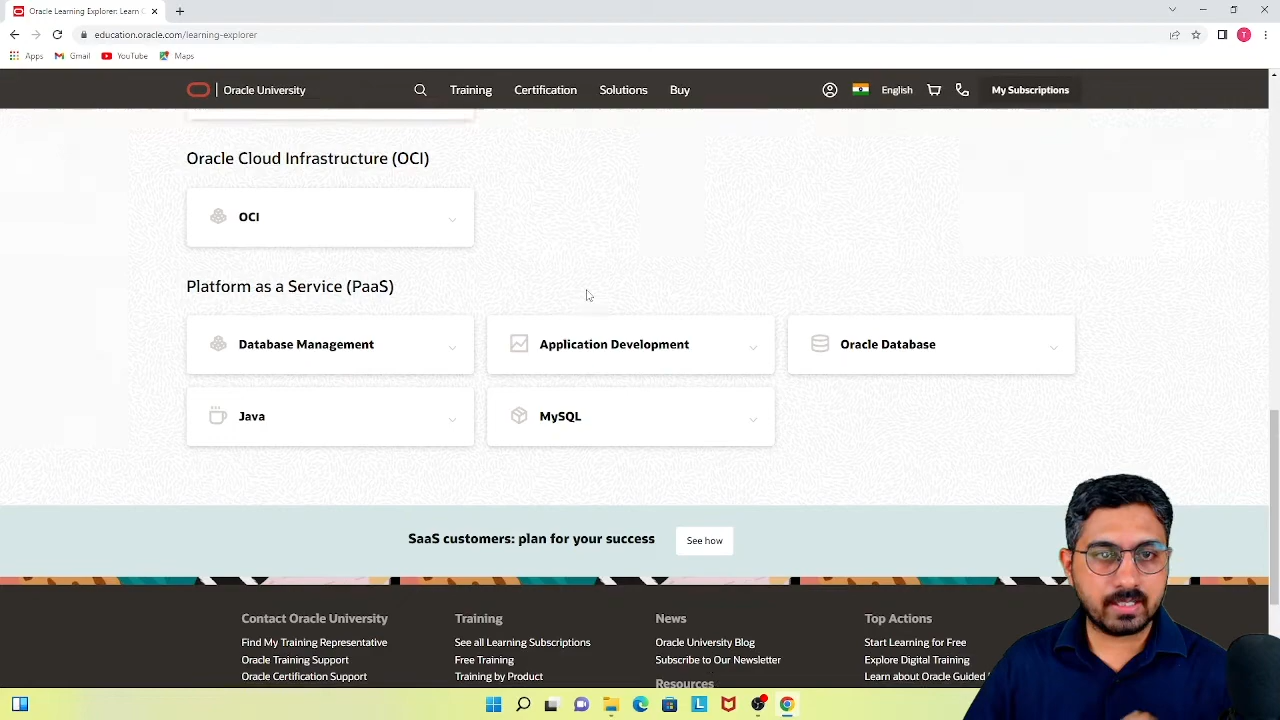 Oracle Learning Explorer: Learn
education.oracle.com/learning-explorer
T
Apps Gmail YouTube Maps
Oracle University Training Certification Solutions Buy English My Subscriptions
Oracle Cloud Infrastructure (OCI)
OCI
Platform as a Service (PaaS)
Database Management Application Development Oracle Database
Java MySQL
SaaS customers: plan for your success See how
Contact Oracle University Training News Top Actions
Find My Training Representative See all Learning Subscriptions Oracle University Blog Start Learning for Free
Oracle Training Support Free Training Subscribe to Our Newsletter Explore Digital Training
Oracle Certification Support Training by Product Resources Learn about Oracle Guided
L